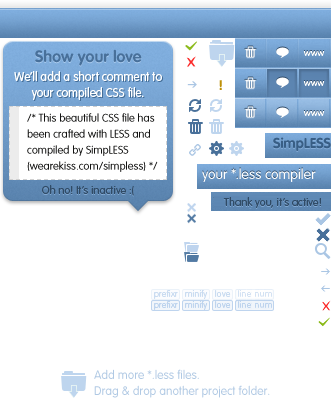 Show your love
We'll add a short comment to
your compiled CSS file.
/* This beautiful CSS file has
been crafted with LESS and
compiled by SimpLESS
(wearekiss.com/simpless) */
Oh no! It's inactive :(
www
www
www
SimpLESS
your *.less compiler
Thank you, it's active!
prefixr minify love line num
prefixr minify love line num
Add more *.less files.
Drag & drop another project folder.